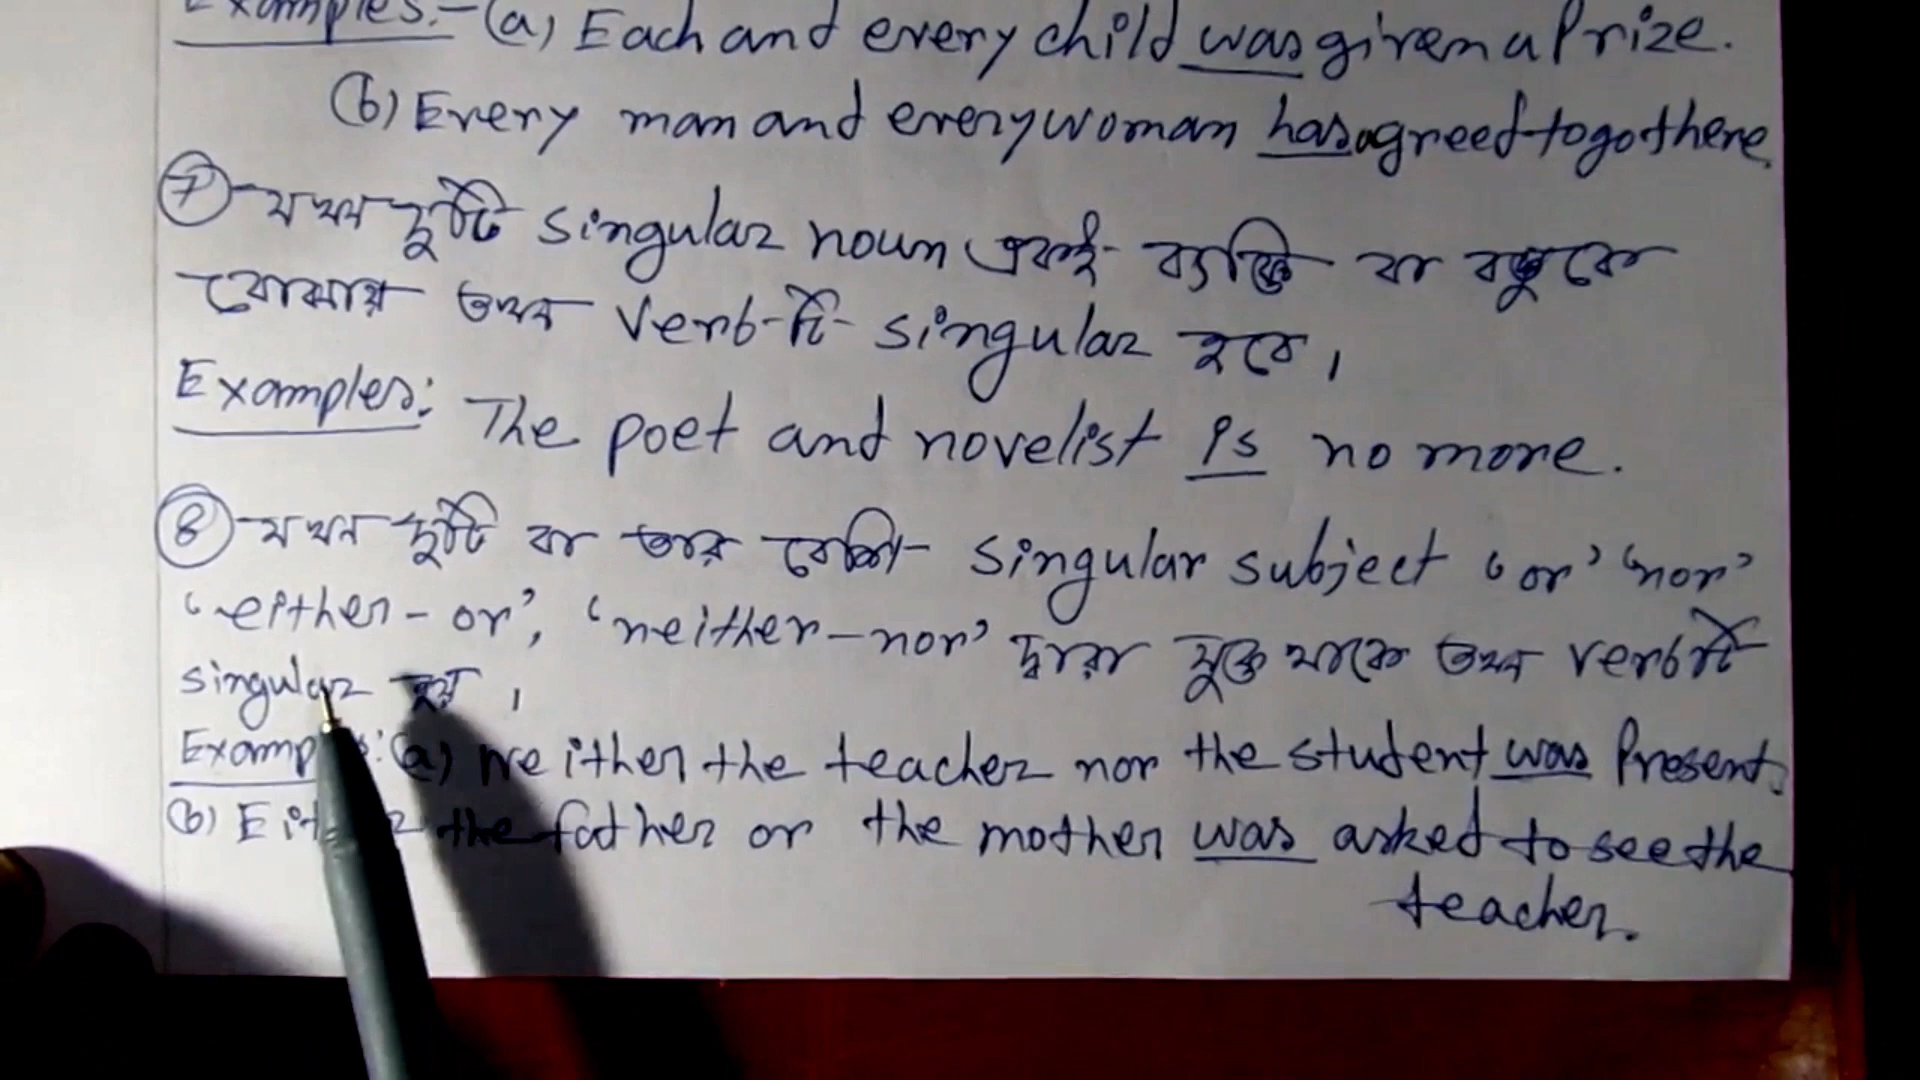 Examples:- (a) Each and every child was given a Prize.
(b) Every man and every woman has agreed to go there.
(7) যখন দুটি singular noun একই ব্যক্তি বা বস্তুকে
বোঝায় তখন verb-টি singular হবে।
Examples: The poet and novelist is no more.
(8) যখন দুটি বা তার বেশি singular subject 'or' 'nor'
'either-or', 'neither-nor' দ্বারা যুক্ত থাকে তখন verbটি
singular হয়।
Examples: (a) Neither the teacher nor the student was Present.
(b) Either the father or the mother was asked to see the
teacher.